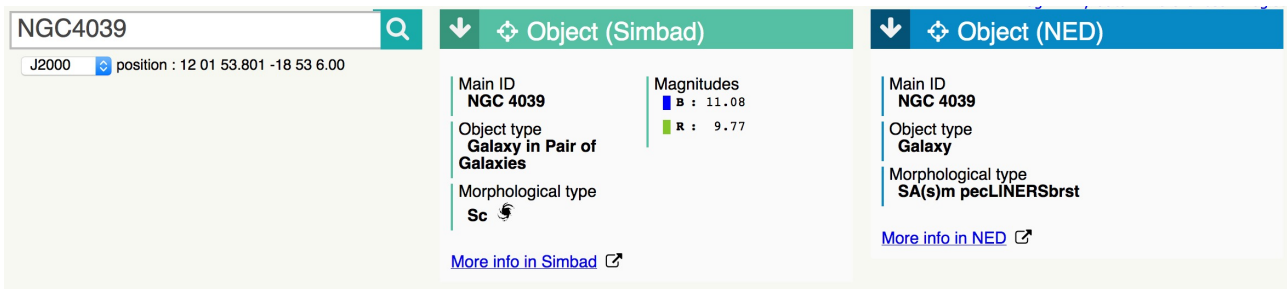 NGC4039
J2000 position : 12 01 53.801 -18 53 6.00
Object (Simbad)
Main ID
NGC 4039
Object type
Galaxy in Pair of
Galaxies
Morphological type
Sc
More info in Simbad
Magnitudes
B : 11.08
R : 9.77
Object (NED)
Main ID
NGC 4039
Object type
Galaxy
Morphological type
SA(s)m pecLINERSbrst
More info in NED